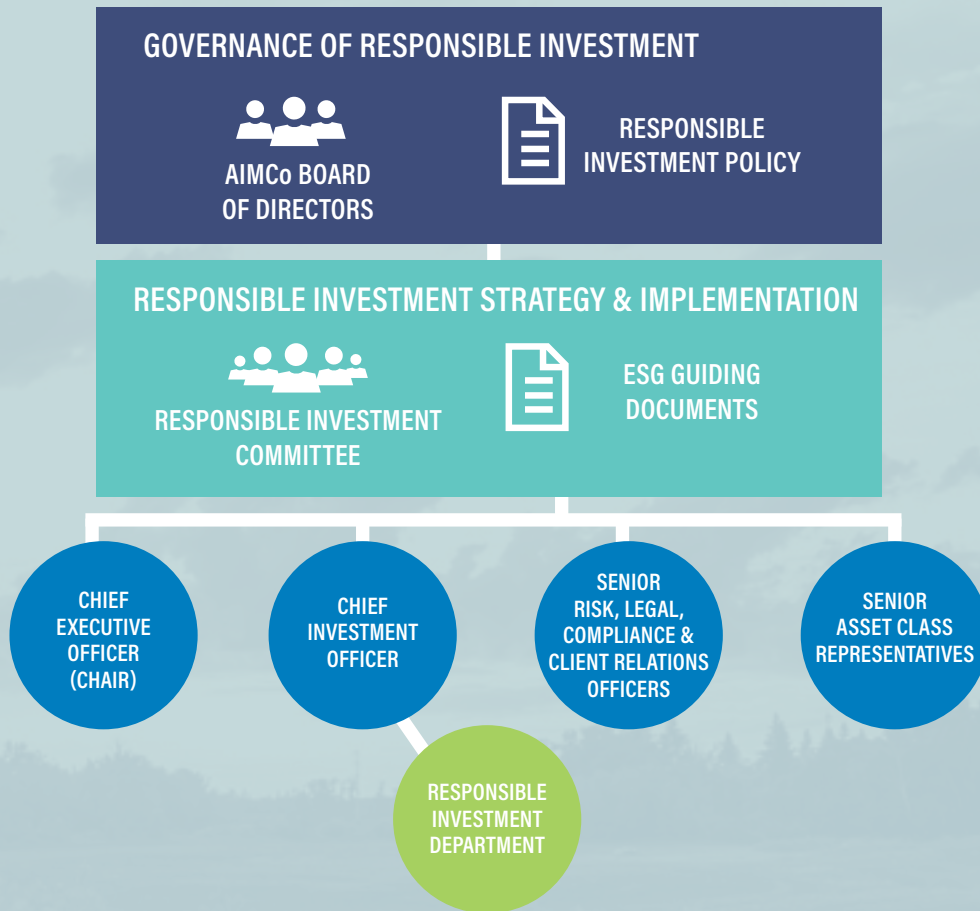 GOVERNANCE OF RESPONSIBLE INVESTMENT
AIMCo BOARD
OF DIRECTORS
RESPONSIBLE
INVESTMENT POLICY
RESPONSIBLE INVESTMENT STRATEGY & IMPLEMENTATION
RESPONSIBLE INVESTMENT
COMMITTEE
ESG GUIDING
DOCUMENTS
CHIEF
EXECUTIVE
OFFICER
(CHAIR)
CHIEF
INVESTMENT
OFFICER
SENIOR
RISK, LEGAL,
COMPLIANCE &
CLIENT RELATIONS
OFFICERS
SENIOR
ASSET CLASS
REPRESENTATIVES
RESPONSIBLE
INVESTMENT
DEPARTMENT